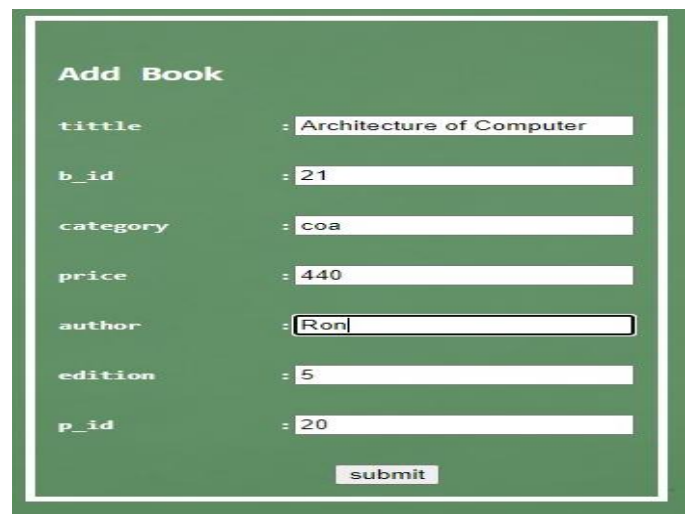 Add Book
tittle : Architecture of Computer
b_id : 21
category : coa
price : 440
author : Ron
edition : 5
p_id : 20
submit